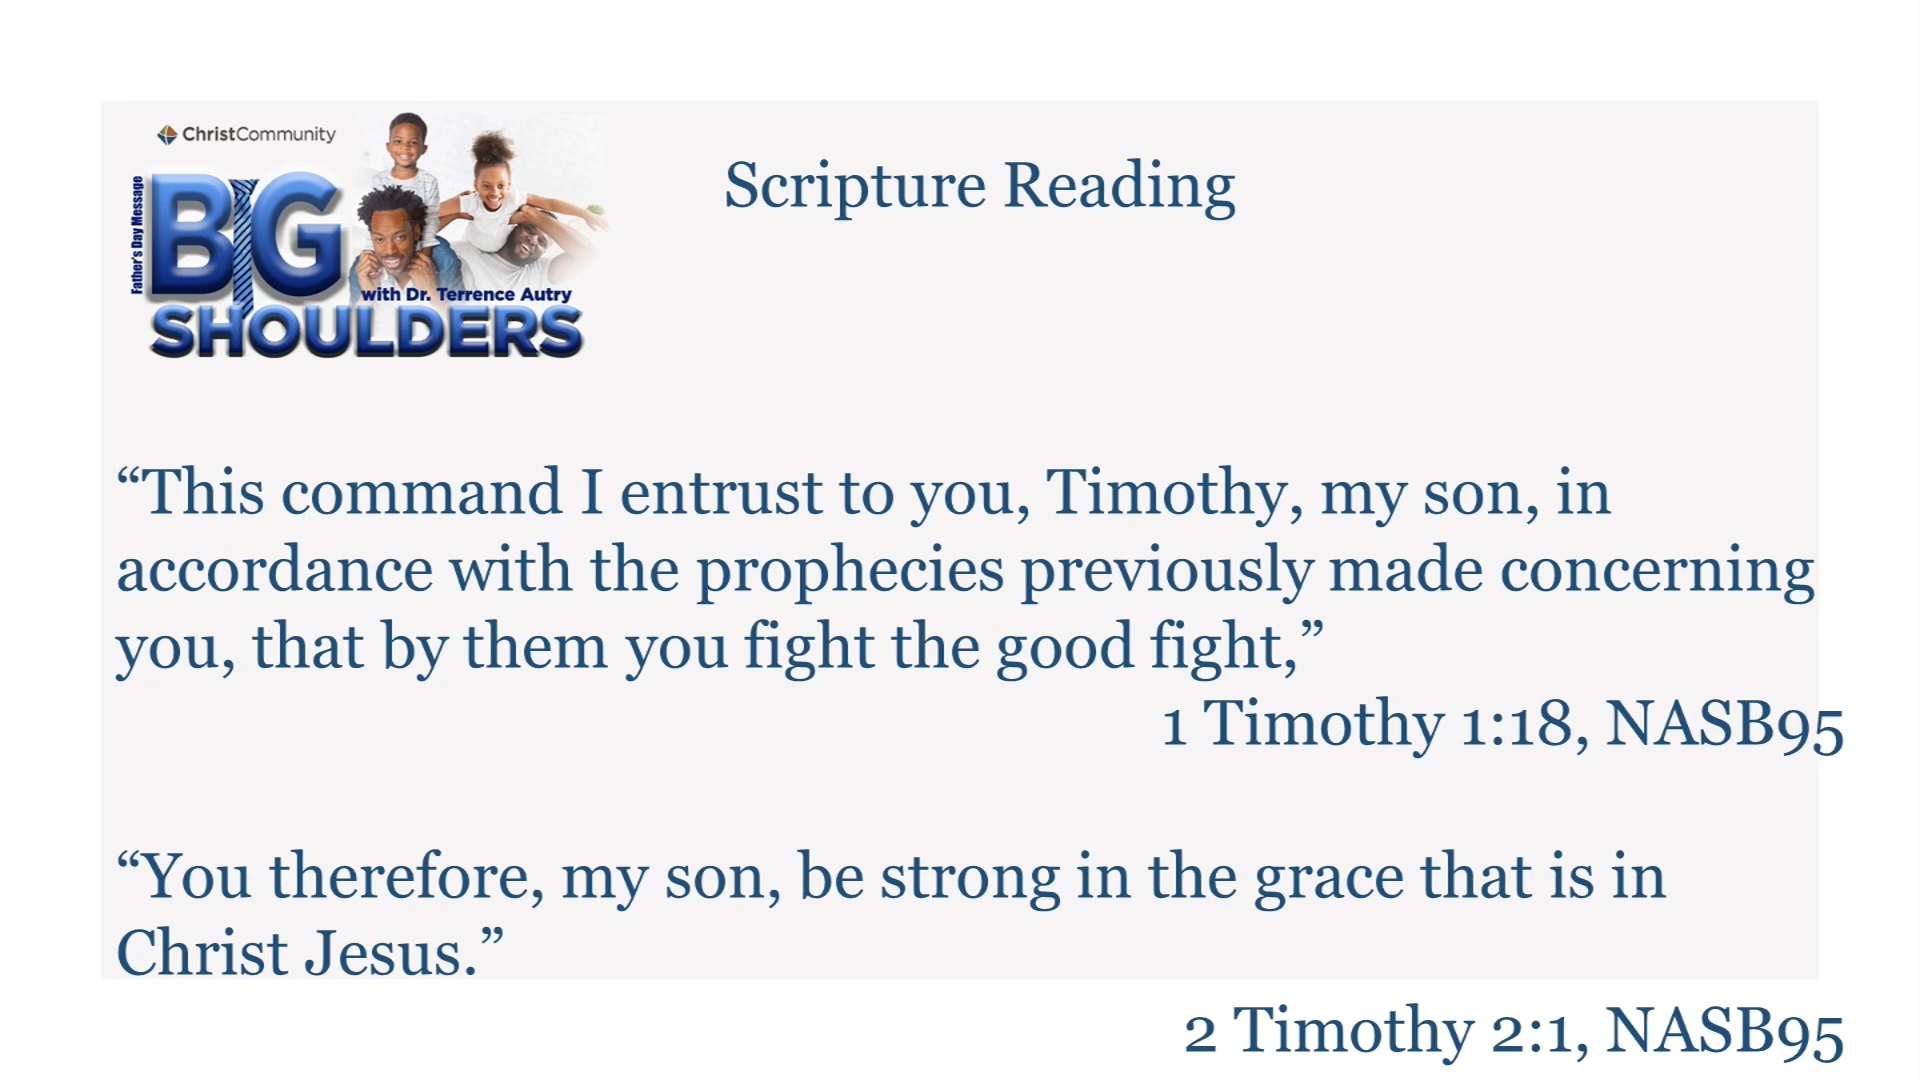 ChristCommunity
Father's Day Message
BIG
with Dr. Terrence Autry
SHOULDERS
Scripture Reading
“This command I entrust to you, Timothy, my son, in
accordance with the prophecies previously made concerning
you, that by them you fight the good fight,”
1 Timothy 1:18, NASB95
“You therefore, my son, be strong in the grace that is in
Christ Jesus.”
2 Timothy 2:1, NASB95